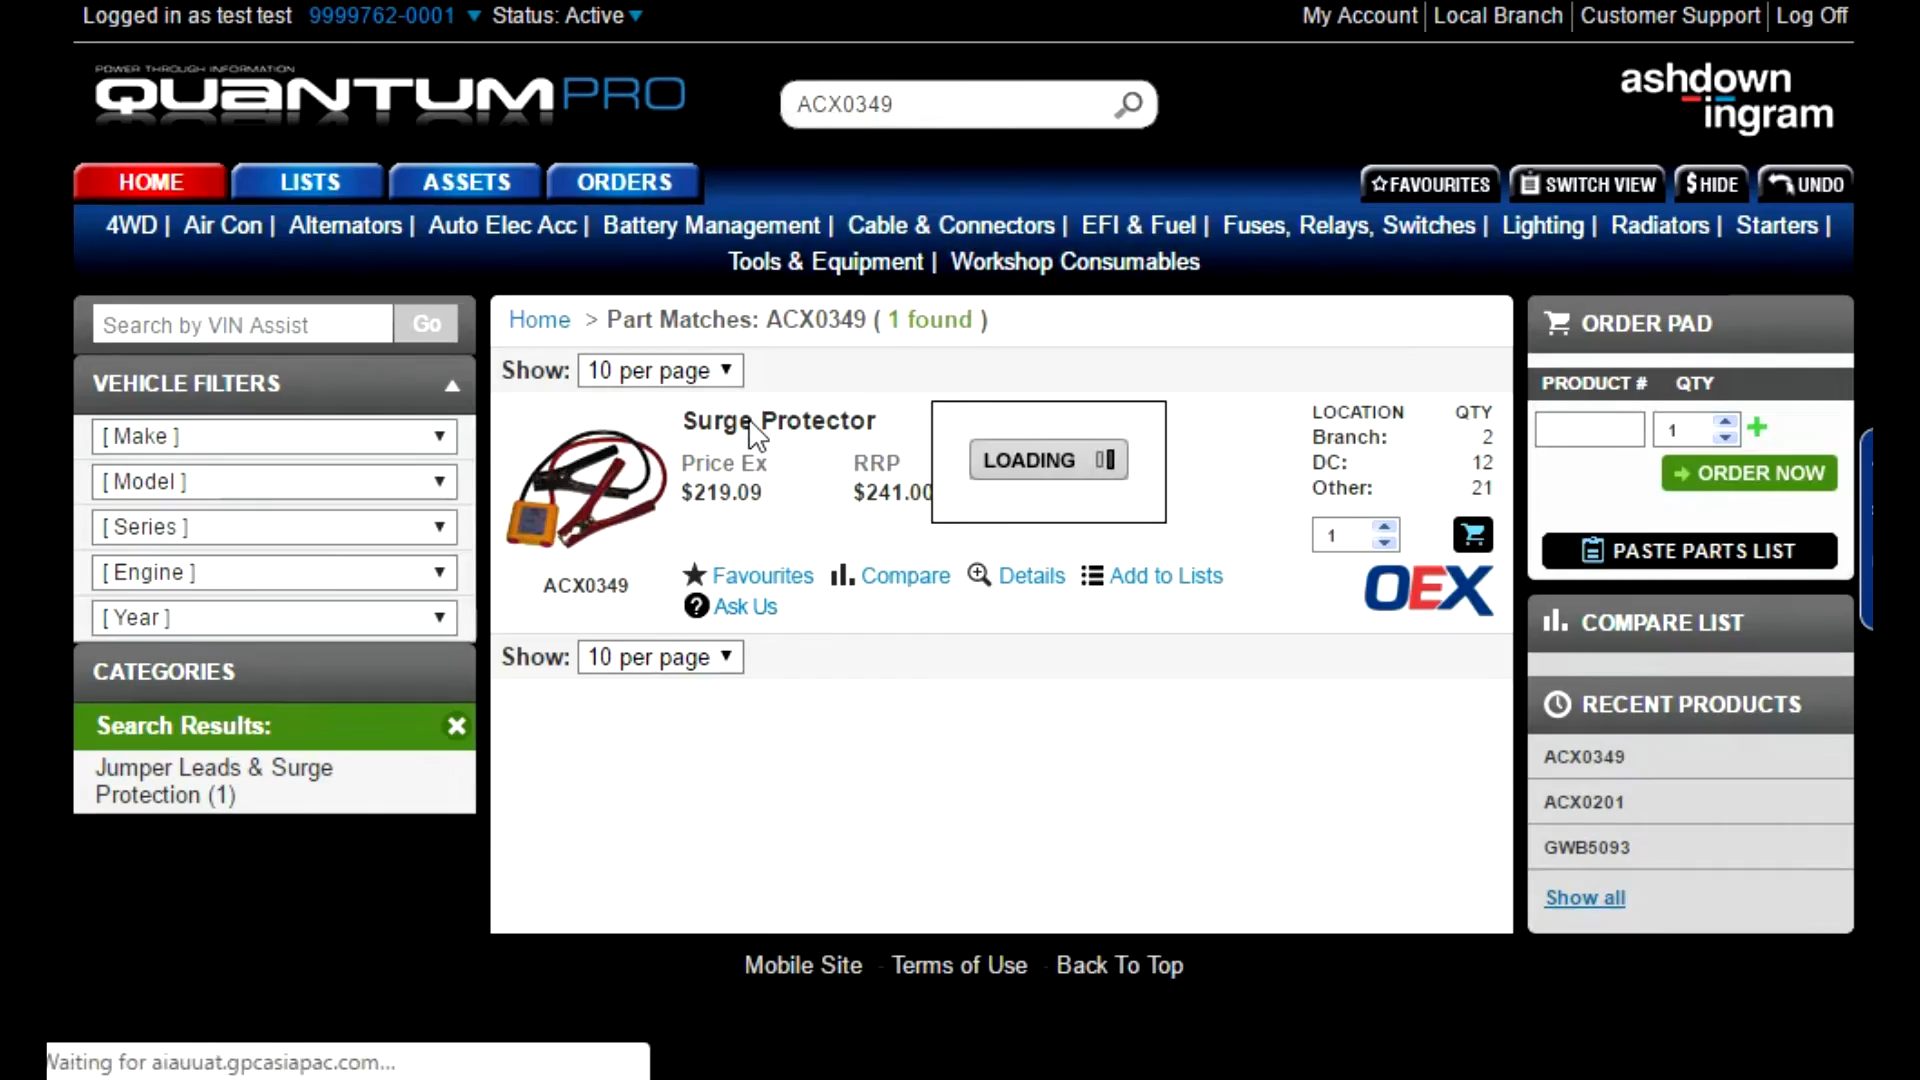 Logged in as test test 9999762-0001 Status: Active
My Account Local Branch Customer Support Log Off
POWER THROUGH INFORMATION
QUANTUMPRO
ACX0349
ashdown
ingram
HOME LISTS ASSETS ORDERS
FAVOURITES SWITCH VIEW $HIDE UNDO
4WD | Air Con | Alternators | Auto Elec Acc | Battery Management | Cable & Connectors | EFI & Fuel | Fuses, Relays, Switches | Lighting | Radiators | Starters |
Tools & Equipment | Workshop Consumables
Search by VIN Assist Go
VEHICLE FILTERS
[ Make ]
[ Model ]
[ Series ]
[ Engine ]
[ Year ]
CATEGORIES
Search Results:
Jumper Leads & Surge
Protection (1)
Home > Part Matches: ACX0349 ( 1 found )
Show: 10 per page
Surge Protector
Price Ex RRP
$219.09 $241.00
LOADING
LOCATION QTY
Branch: 2
DC: 12
Other: 21
1
ACX0349
Favourites Compare Details Add to Lists
Ask Us
OEX
Show: 10 per page
ORDER PAD
PRODUCT # QTY
1
ORDER NOW
PASTE PARTS LIST
COMPARE LIST
RECENT PRODUCTS
ACX0349
ACX0201
GWB5093
Show all
Mobile Site - Terms of Use - Back To Top
Waiting for aiauuat.gpcasiapac.com...